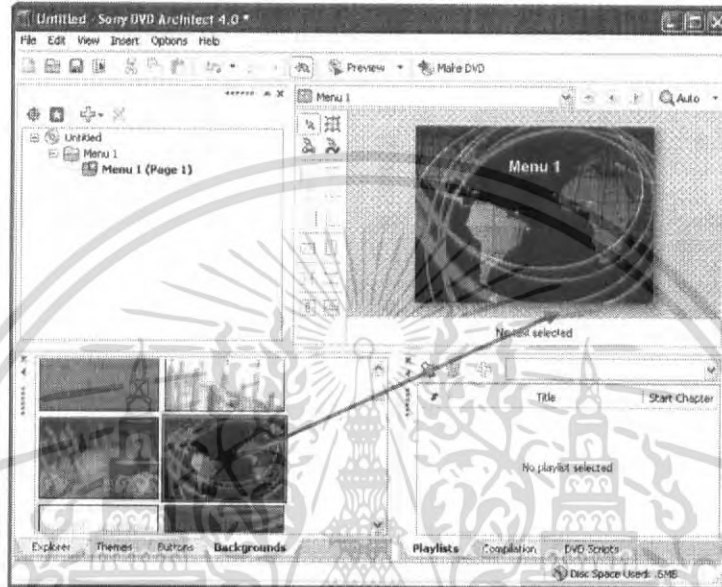 Untitled - Sony DVD Architect 4.0 *
File Edit View Insert Options Help
Preview Make DVD
Menu 1
Auto
Untitled
Menu 1
Menu 1 (Page 1)
Menu 1
selected
Title Start Chapter
No playlist selected
Explorer Themes Buttons Backgrounds
Playlists Compilation DVD Scripts
Disc Space Used: .6MB